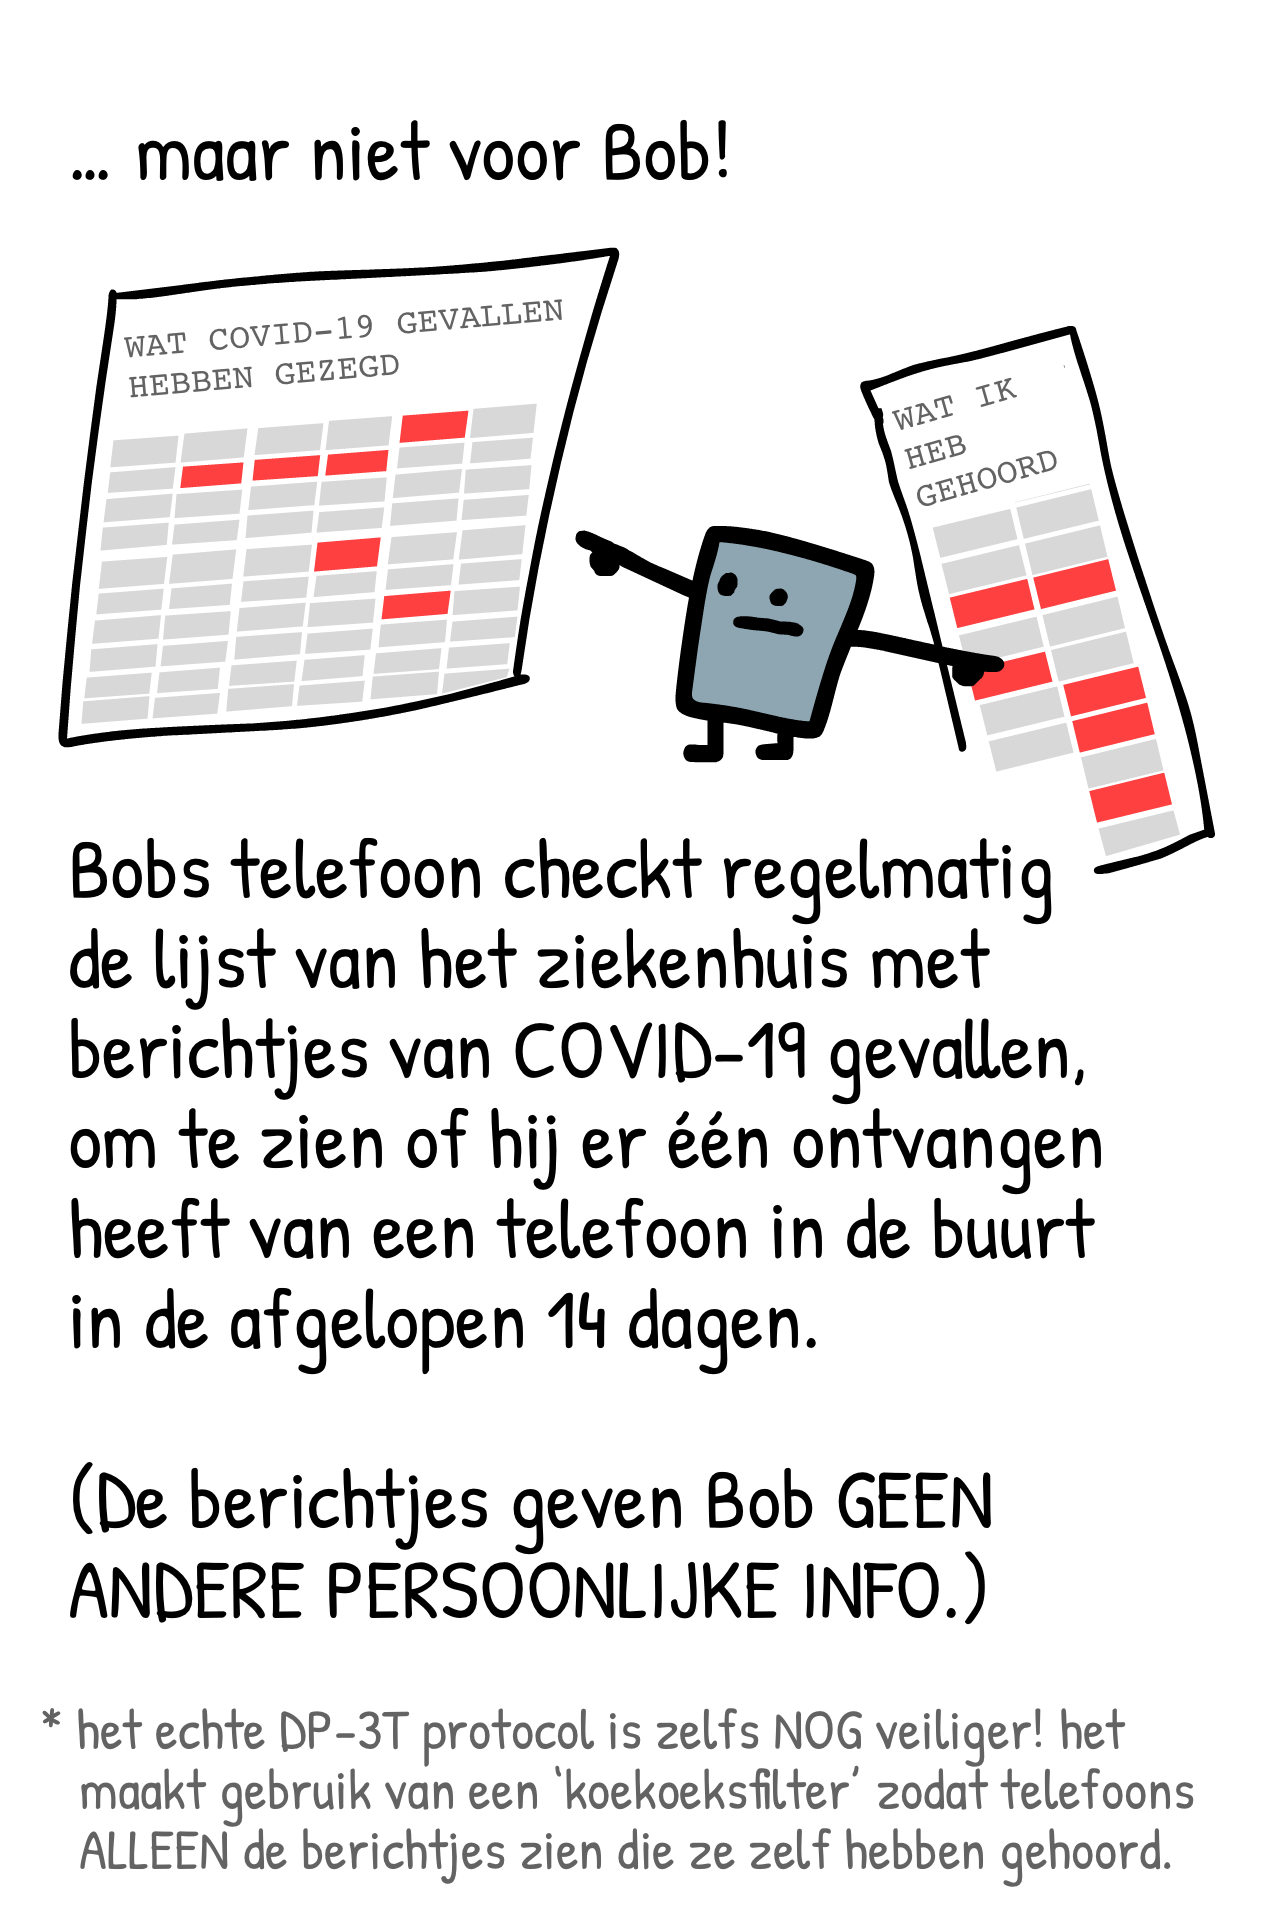 ... maar niet voor Bob!
WAT COVID-19 GEVALLEN
HEBBEN GEZEGD
WAT IK
HEB
GEHOORD
Bobs telefoon checkt regelmatig
de lijst van het ziekenhuis met
berichtjes van COVID-19 gevallen,
om te zien of hij er één ontvangen
heeft van een telefoon in de buurt
in de afgelopen 14 dagen.
(De berichtjes geven Bob GEEN
ANDERE PERSOONLIJKE INFO.)
* het echte DP-3T protocol is zelfs NOG veiliger! het
maakt gebruik van een ‘koekoeksfilter’ zodat telefoons
ALLEEN de berichtjes zien die ze zelf hebben gehoord.